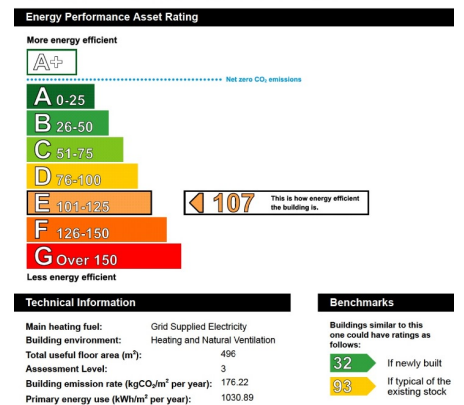 Energy Performance Asset Rating
More energy efficient
A+
Net zero CO₂ emissions
A 0-25
B 26-50
C 51-75
D 76-100
E 101-125
107
This is how energy efficient
the building is.
F 126-150
G Over 150
Less energy efficient
Technical Information
Main heating fuel: Grid Supplied Electricity
Building environment: Heating and Natural Ventilation
Total useful floor area (m²): 496
Assessment Level: 3
Building emission rate (kgCO₂/m² per year): 176.22
Primary energy use (kWh/m² per year): 1030.89
Benchmarks
Buildings similar to this
one could have ratings as
follows:
32 If newly built
93 If typical of the
existing stock